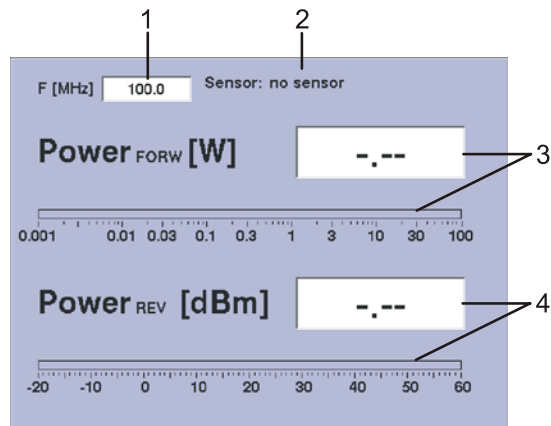 1
2
F [MHz] 100.0 Sensor: no sensor
Power FORW [W] -.--
3
0.001 0.01 0.03 0.1 0.3 1 3 10 30 100
Power REV [dBm] -.--
4
-20 -10 0 10 20 30 40 50 60